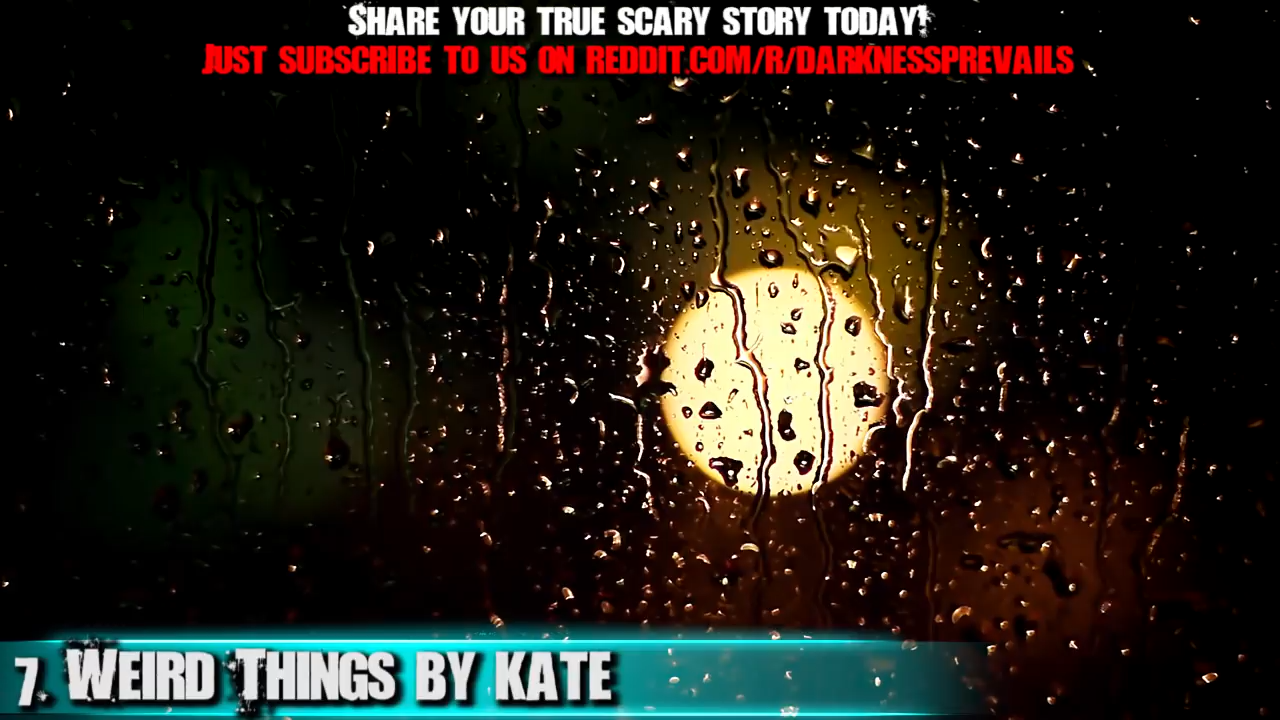 Share your true scary story today!
Just subscribe to us on reddit.com/r/darknessprevails
7. Weird Things by Kate